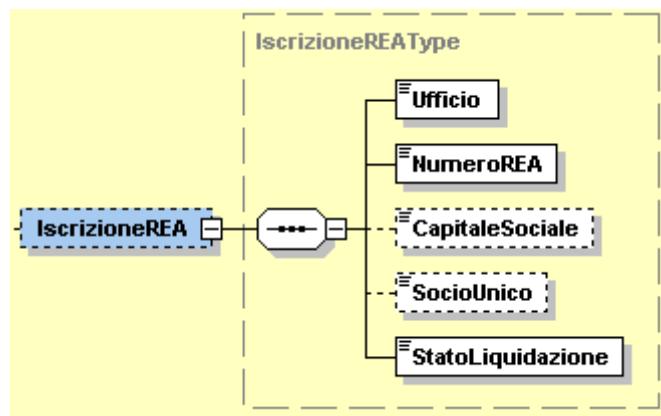 IscrizioneREAType
Ufficio
NumeroREA
IscrizioneREA
CapitaleSociale
SocioUnico
StatoLiquidazione